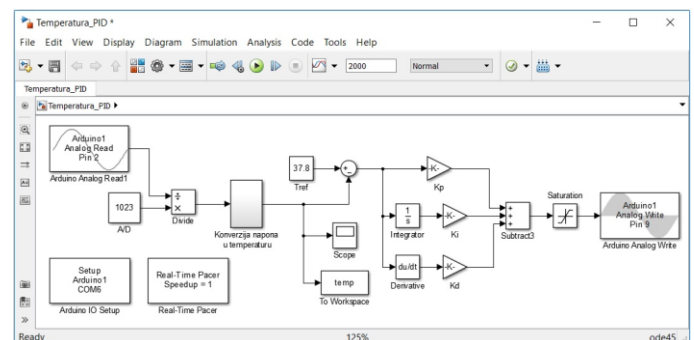 Temperatura_PID *
File Edit View Display Diagram Simulation Analysis Code Tools Help
2000
Normal
Temperatura_PID
Temperatura_PID
Arduino1
Analog Read
Pin 2
Arduino Analog Read1
1023
A/D
÷
×
Divide
Konverzija napona
u temperaturu
37.8
Tref
+
-
Scope
temp
To Workspace
1
s
Integrator
du/dt
Derivative
-K-
Kp
-K-
Ki
-K-
Kd
+
+
+
Subtract3
Saturation
Arduino1
Analog Write
Pin 9
Arduino Analog Write
Setup
Arduino1
COM6
Arduino IO Setup
Real-Time Pacer
Speedup = 1
Real-Time Pacer
Ready
125%
ode45